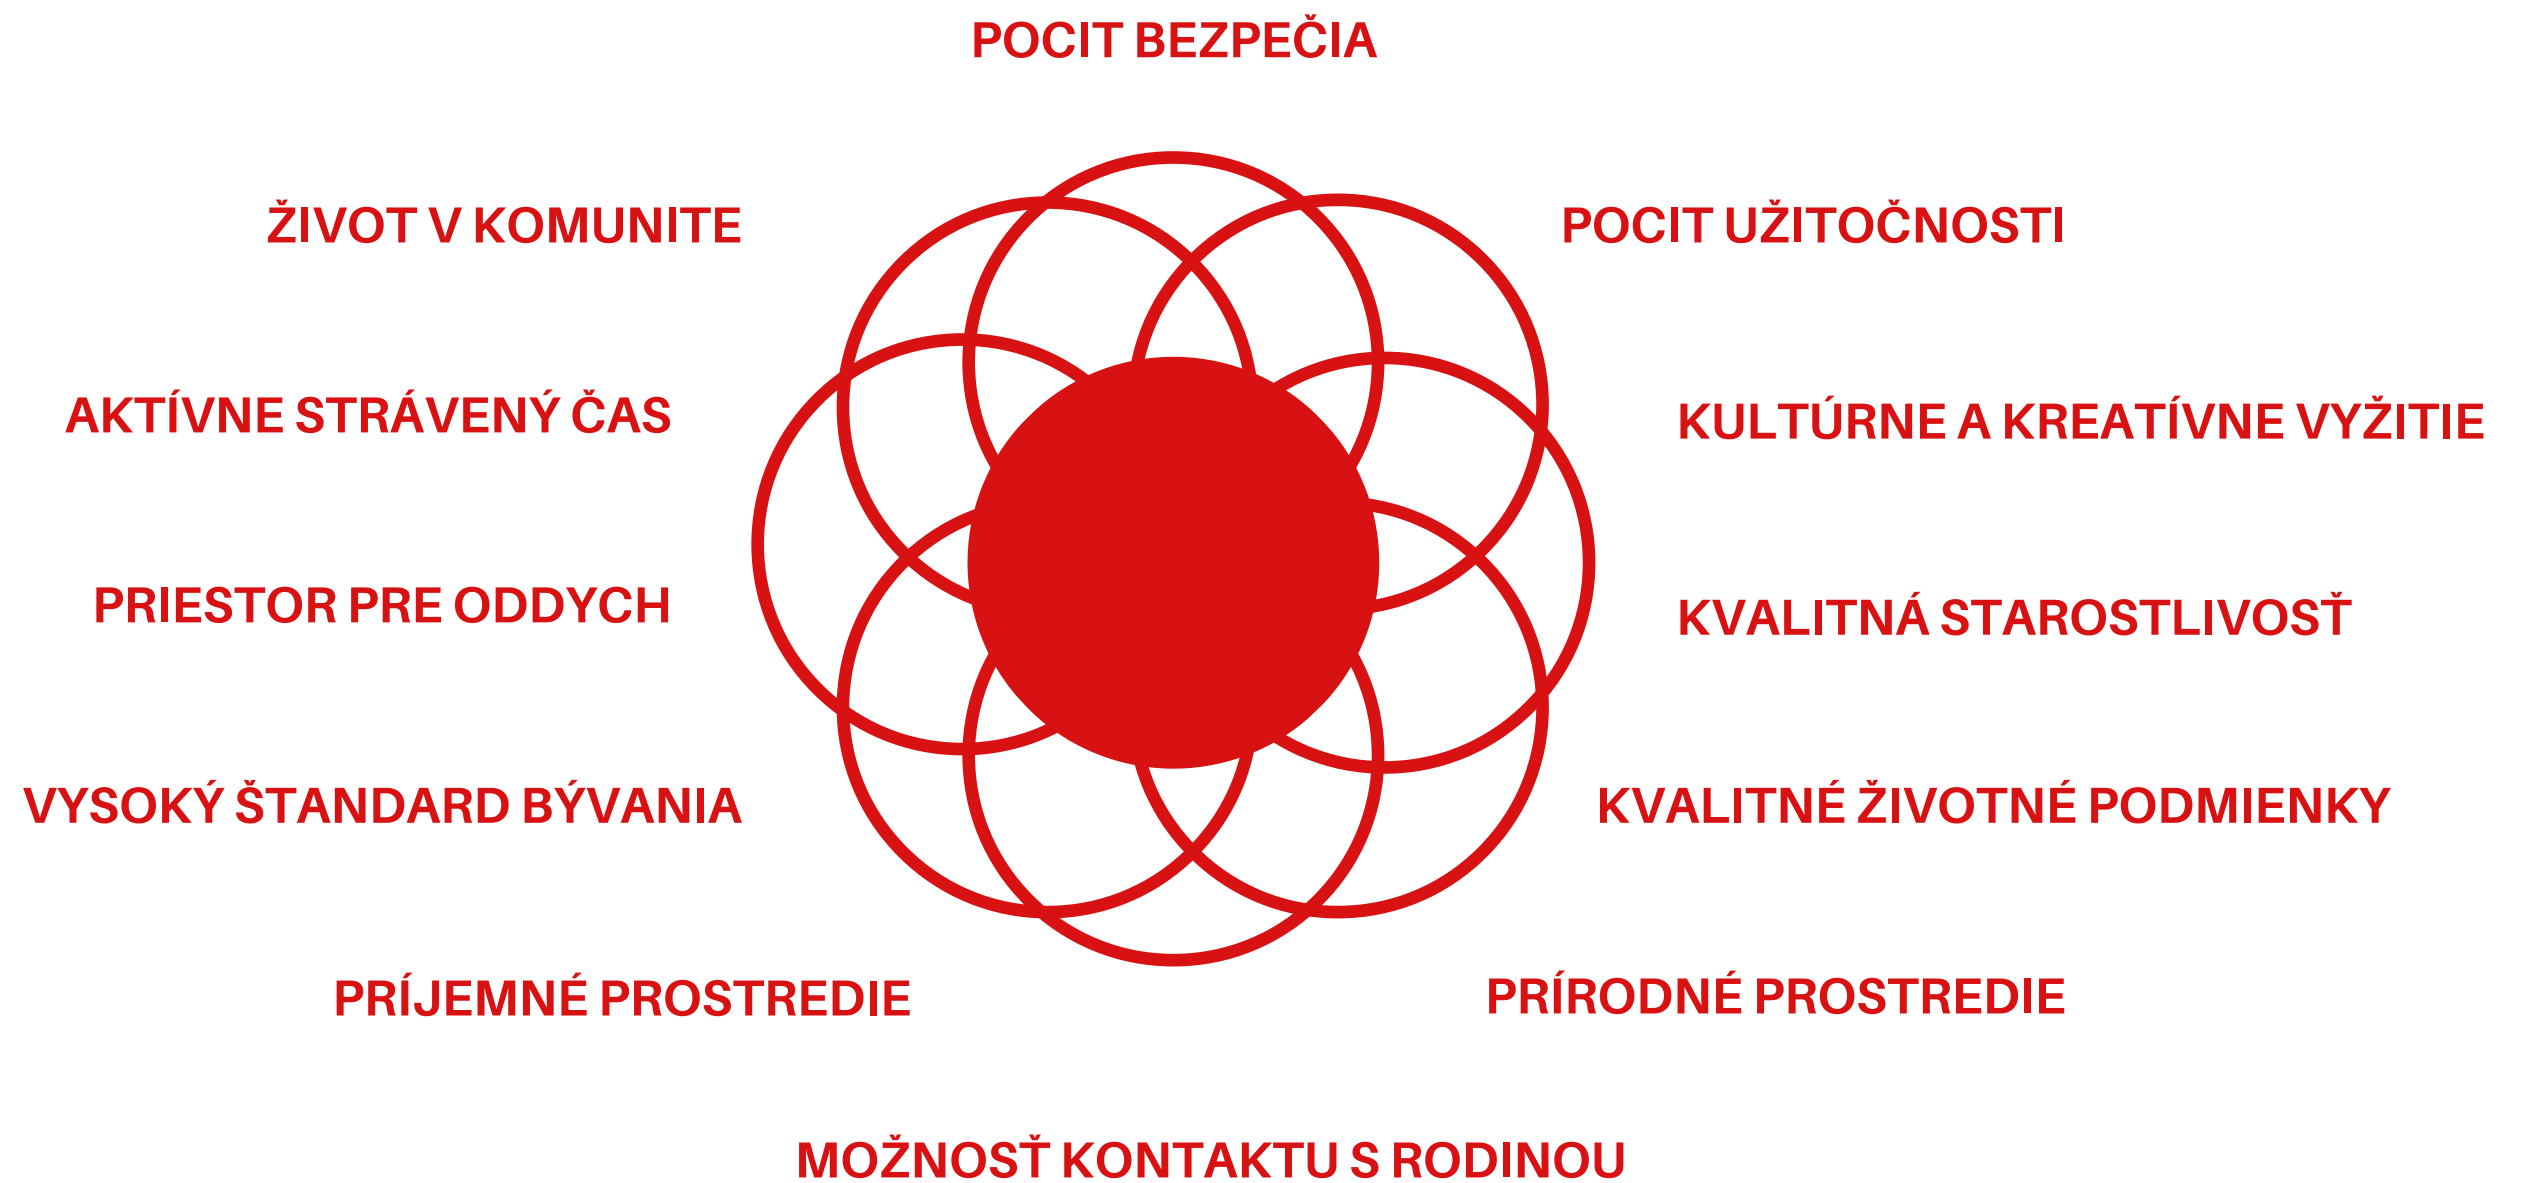 POCIT BEZPEČIA
ŽIVOT V KOMUNITE
POCIT UŽITOČNOSTI
AKTÍVNE STRÁVENÝ ČAS
KULTÚRNE A KREATÍVNE VYŽITIE
PRIESTOR PRE ODDYCH
KVALITNÁ STAROSTLIVOSŤ
VYSOKÝ ŠTANDARD BÝVANIA
KVALITNÉ ŽIVOTNÉ PODMIENKY
PRÍJEMNÉ PROSTREDIE
PRÍRODNÉ PROSTREDIE
MOŽNOSŤ KONTAKTU S RODINOU